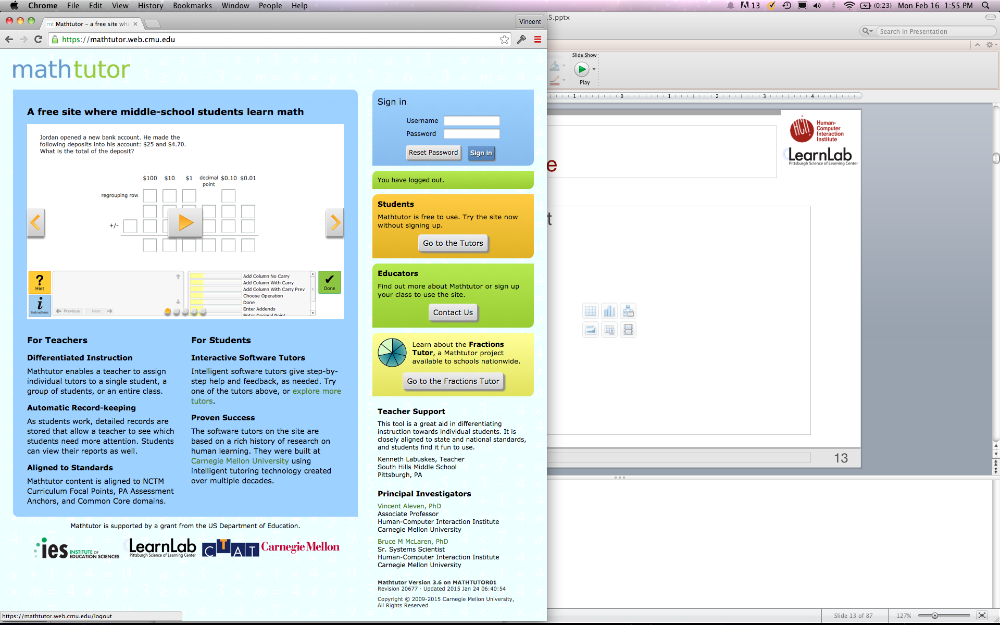 Chrome File Edit View History Bookmarks Window People Help
13 (0:23) Mon Feb 16 1:55 PM
mt Mathtutor – a free site whe
Vincent
https://mathtutor.web.cmu.edu
mathtutor
A free site where middle-school students learn math
Jordan opened a new bank account. He made the
following deposits into his account: $25 and $4.70.
What is the total of the deposit?
$100 $10 $1 decimal point $0.10 $0.01
regrouping row
+/-
? Hint
i Instructions
Previous Next
Add Column No Carry
Add Column With Carry
Add Column With Carry Prev
Choose Operation
Done
Enter Addends
Enter Decimal Point
Done
For Teachers
Differentiated Instruction
Mathtutor enables a teacher to assign
individual tutors to a single student, a
group of students, or an entire class.
Automatic Record-keeping
As students work, detailed records are
stored that allow a teacher to see which
students need more attention. Students
can view their reports as well.
Aligned to Standards
Mathtutor content is aligned to NCTM
Curriculum Focal Points, PA Assessment
Anchors, and Common Core domains.
For Students
Interactive Software Tutors
Intelligent software tutors give step-by-
step help and feedback, as needed. Try
one of the tutors above, or explore more
tutors.
Proven Success
The software tutors on the site are
based on a rich history of research on
human learning. They were built at
Carnegie Mellon University using
intelligent tutoring technology created
over multiple decades.
Mathtutor is supported by a grant from the US Department of Education.
ies INSTITUTE OF
EDUCATION SCIENCES
LearnLab
Pittsburgh Science of Learning Center
CTAT
Carnegie Mellon
Sign in
Username
Password
Reset Password Sign in
You have logged out.
Students
Mathtutor is free to use. Try the site now
without signing up.
Go to the Tutors
Educators
Find out more about Mathtutor or sign up
your class to use the site.
Contact Us
Learn about the Fractions
Tutor, a Mathtutor project
available to schools nationwide.
Go to the Fractions Tutor
Teacher Support
This tool is a great aid in differentiating
instruction towards individual students. It is
closely aligned to state and national standards,
and students find it fun to use.
Kenneth Labuskes, Teacher
South Hills Middle School
Pittsburgh, PA
Principal Investigators
Vincent Aleven, PhD
Associate Professor
Human-Computer Interaction Institute
Carnegie Mellon University
Bruce M McLaren, PhD
Sr. Systems Scientist
Human-Computer Interaction Institute
Carnegie Mellon University
Mathtutor Version 3.6 on MATHTUTOR01
Revision 20677 · Updated 2015 Jan 24 06:40:54
Copyright © 2009-2015 Carnegie Mellon University,
All Rights Reserved
https://mathtutor.web.cmu.edu/logout
5.pptx
Search in Presentation
Slide Show
Play
1 0 1 2 3 4
HCII
Human-
Computer
Interaction
Institute
LearnLab
Pittsburgh Science of Learning Center
e
t
13
Slide 13 of 87 127%